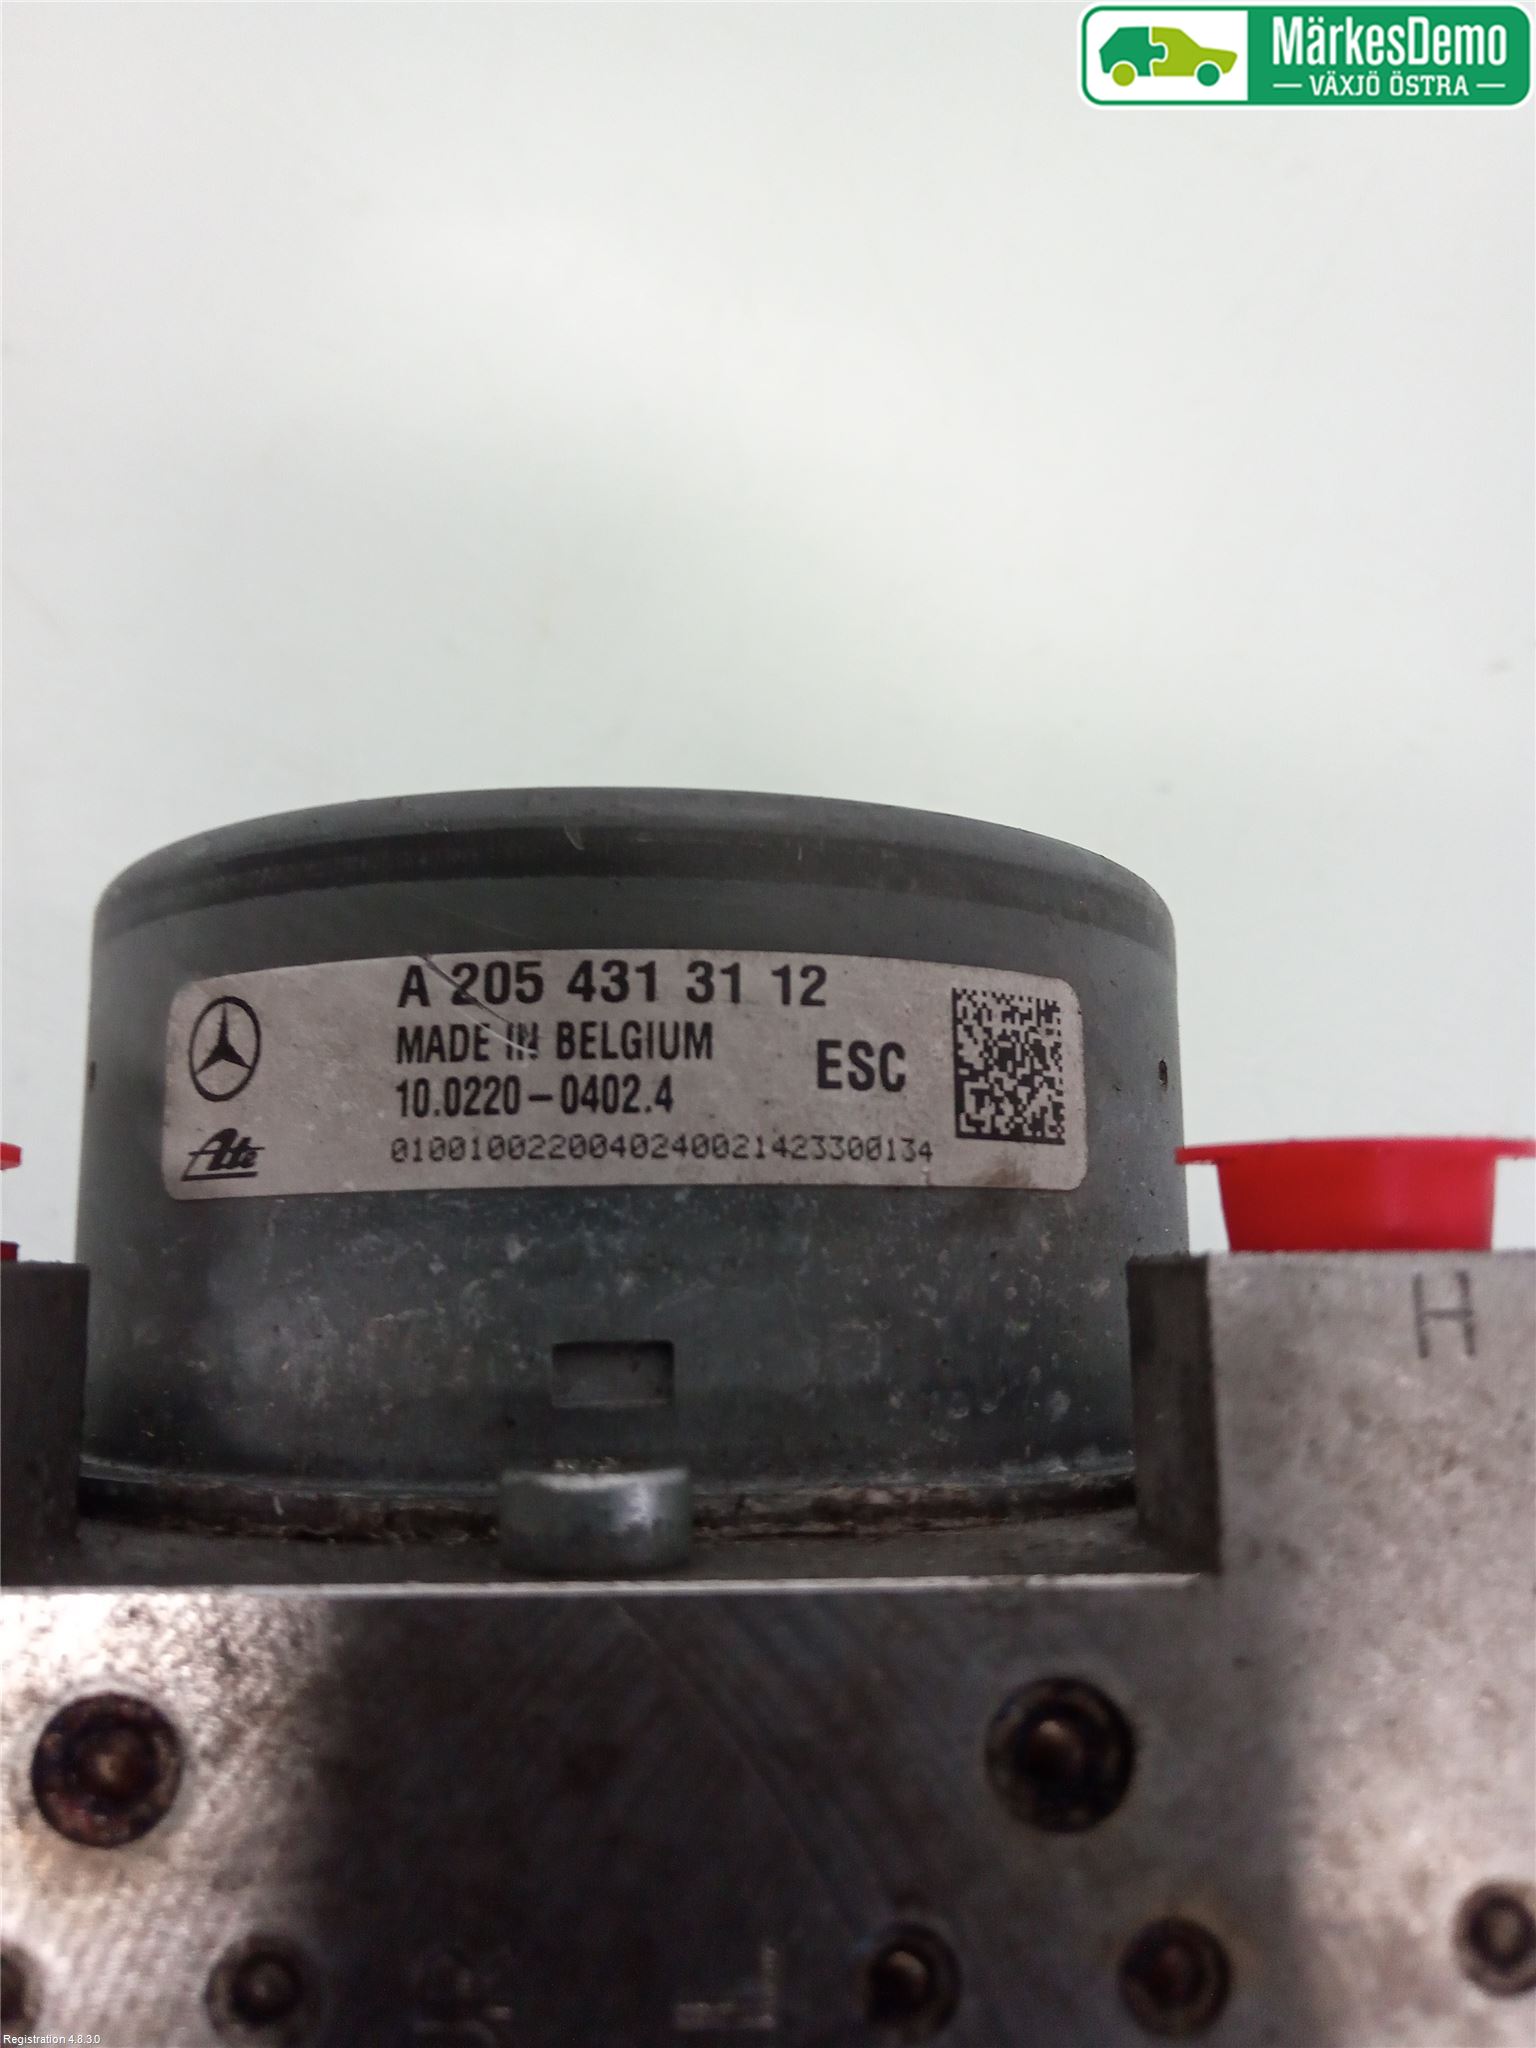 MärkesDemo
VÄXJÖ ÖSTRA
A 205 431 31 12
MADE IN BELGIUM
ESC
10.0220-0402.4
Ate
0100100220040240021423300134
H
Registration 4.8.3.0